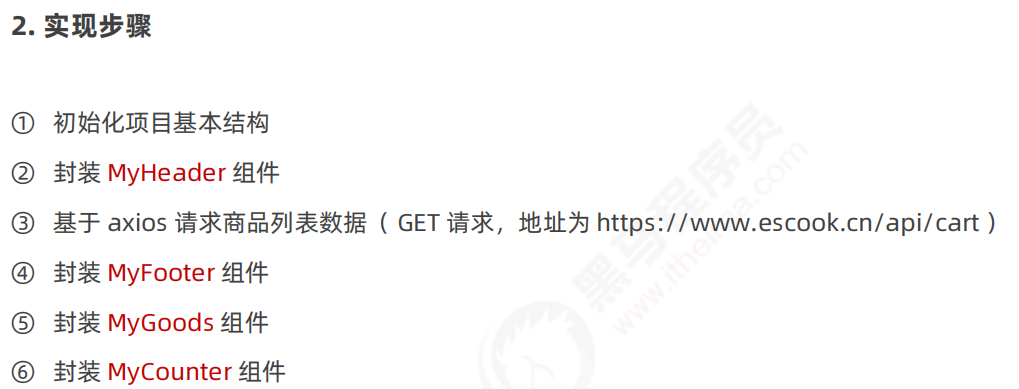 2. 实现步骤
① 初始化项目基本结构
② 封装 MyHeader 组件
③ 基于 axios 请求商品列表数据（ GET 请求，地址为 https://www.escook.cn/api/cart ）
④ 封装 MyFooter 组件
⑤ 封装 MyGoods 组件
⑥ 封装 MyCounter 组件
黑马程序员
www.itheima.com